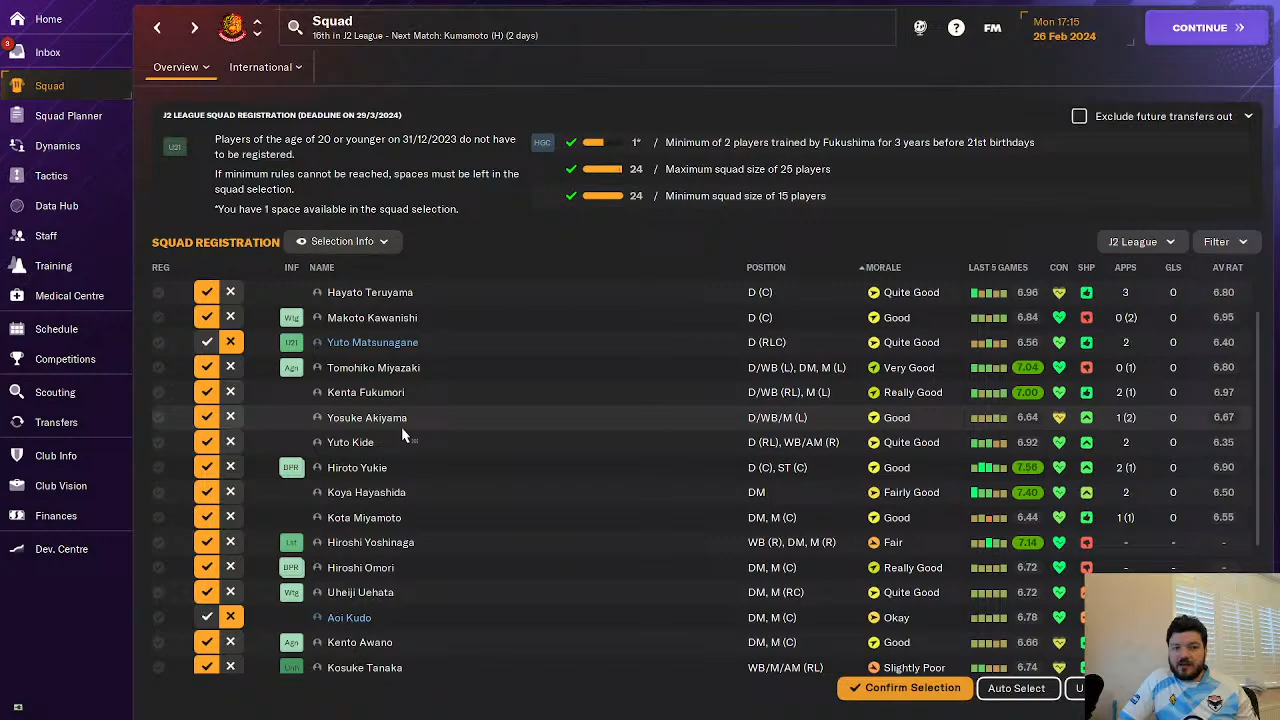 Home
3
Inbox
Squad
Squad Planner
Dynamics
Tactics
Data Hub
Staff
Training
Medical Centre
Schedule
Competitions
Scouting
Transfers
Club Info
Club Vision
Finances
Dev. Centre
Squad
16th in J2 League - Next Match: Kumamoto (H) (2 days)
? FM
Mon 17:15
26 Feb 2024
CONTINUE
Overview International
J2 LEAGUE SQUAD REGISTRATION (DEADLINE ON 29/3/2024)
Exclude future transfers out
U21
Players of the age of 20 or younger on 31/12/2023 do not have
to be registered.
If minimum rules cannot be reached, spaces must be left in the
squad selection.
*You have 1 space available in the squad selection.
HGC 1* / Minimum of 2 players trained by Fukushima for 3 years before 21st birthdays
24 / Maximum squad size of 25 players
24 / Minimum squad size of 15 players
SQUAD REGISTRATION Selection Info J2 League Filter
REG INF NAME POSITION MORALE LAST 5 GAMES CON SHP APPS GLS AV RAT
Hayato Teruyama D (C) Quite Good 6.96 3 0 6.80
Wtg Makoto Kawanishi D (C) Good 6.84 0 (2) 0 6.95
U21 Yuto Matsunagane D (RLC) Quite Good 6.56 2 0 6.40
Agn Tomohiko Miyazaki D/WB (L), DM, M (L) Very Good 7.04 0 (1) 0 6.80
Kanta Fukumori D/WB (RL), M (L) Really Good 7.00 2 (1) 0 6.97
Yosuke Akiyama D/WB/M (L) Good 6.64 1 (2) 0 6.67
Yuto Kide D (RL), WB/AM (R) Quite Good 6.92 2 0 6.35
BPR Hiroto Yukie D (C), ST (C) Good 7.56 2 (1) 0 6.90
Koya Hayashida DM Fairly Good 7.40 2 0 6.50
Kota Miyamoto DM, M (C) Good 6.44 1 (1) 0 6.55
Lst Hiroshi Yoshinaga WB (R), DM, M (R) Fair 7.14 - - -
BPR Hiroshi Omori DM, M (C) Really Good 6.72 - - -
Wtg Uheiji Uehata DM, M (RC) Quite Good 6.72
Aoi Kudo DM, M (C) Okay 6.78
Agn Kento Awano DM, M (C) Good 6.66
Unh Kosuke Tanaka WB/M/AM (RL) Slightly Poor 6.74
Confirm Selection Auto Select U